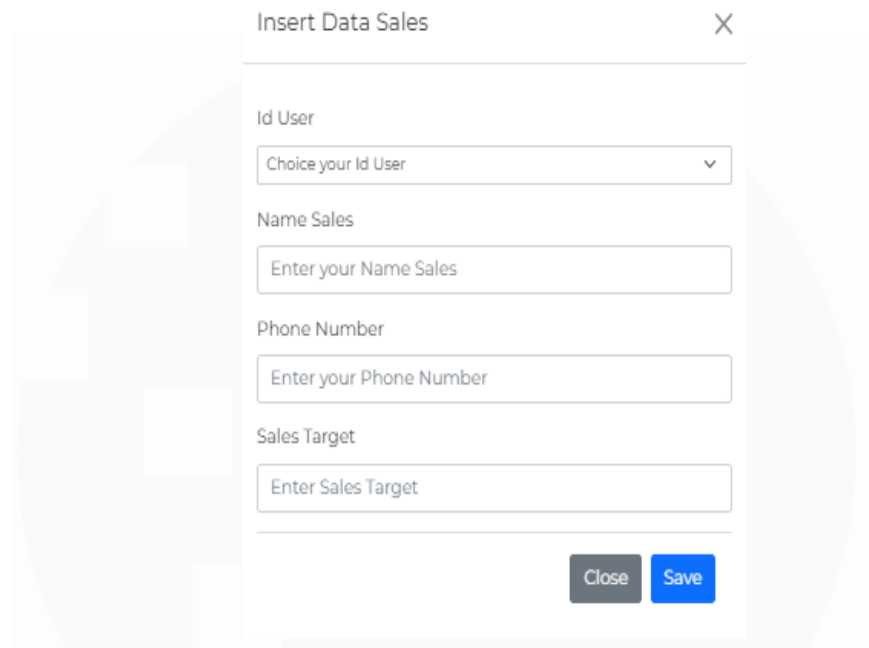 Insert Data Sales
Id User
Choice your Id User
Name Sales
Enter your Name Sales
Phone Number
Enter your Phone Number
Sales Target
Enter Sales Target
Close Save